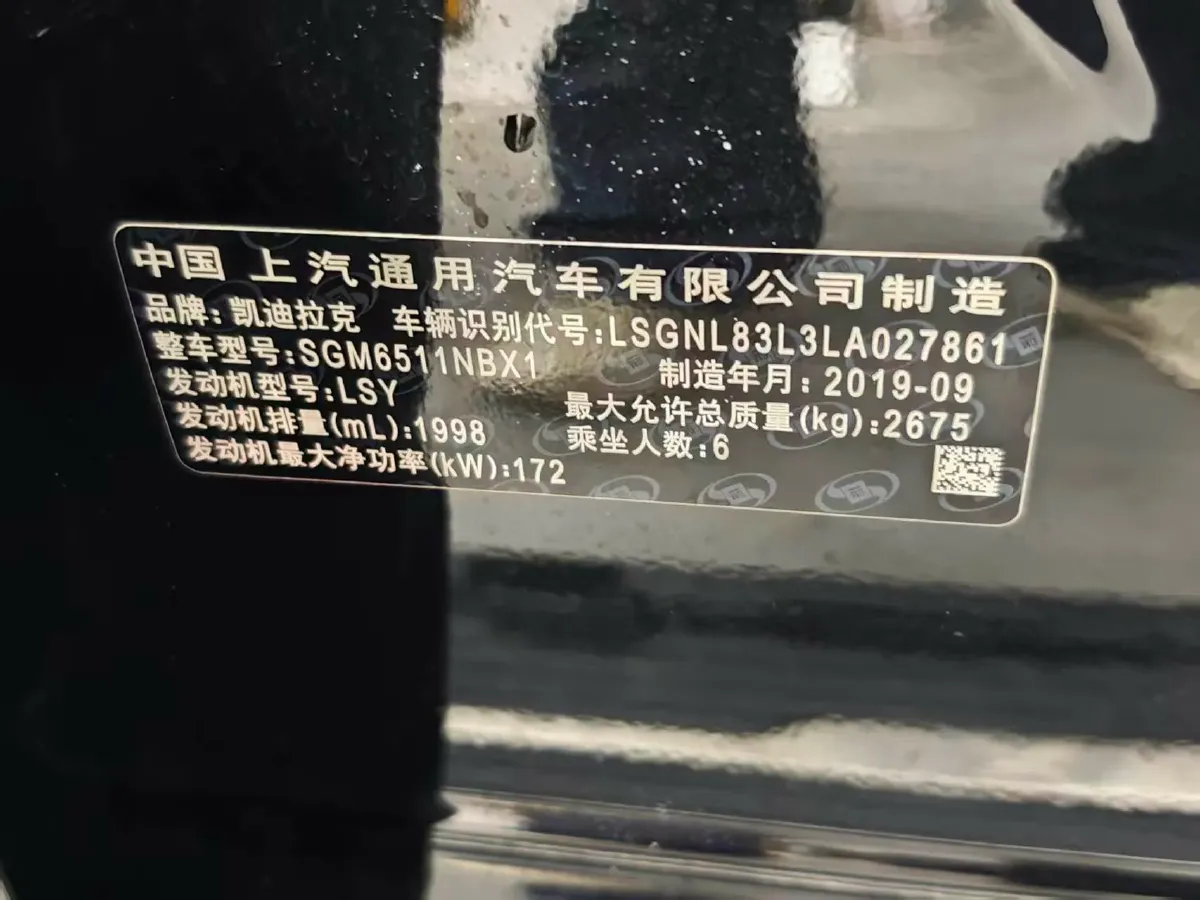 中国 上汽通用汽车有限公司制造
品牌:凯迪拉克 车辆识别代号:LSGNL83L3LA027861
整车型号:SGM6511NBX1 制造年月:2019-09
发动机型号:LSY 最大允许总质量(kg):2675
发动机排量(mL):1998 乘坐人数:6
发动机最大净功率(kW):172